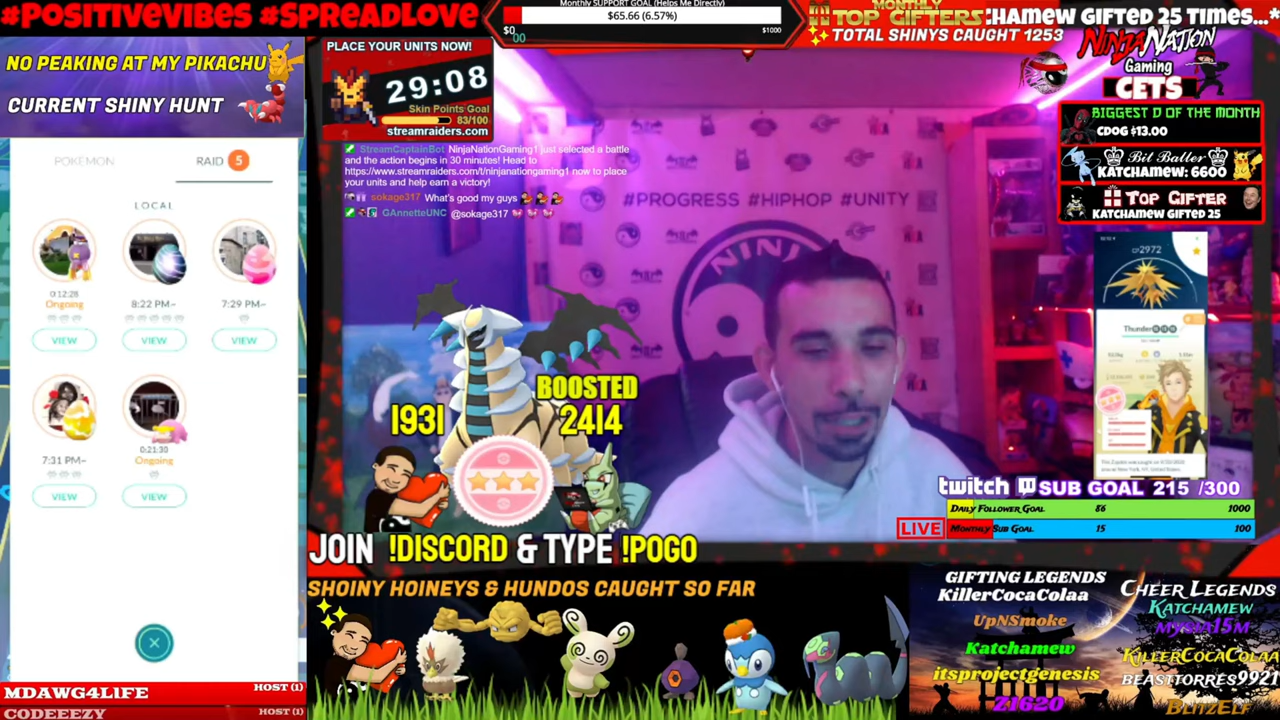 #POSITIVEVIBES #SPREADLOVE
Monthly SUPPORT GOAL (Helps Me Directly)
$65.66 (6.57%)
$0
00
$1000
MONTHLY
TOP GIFTERS
CHAMEW GIFTED 25 TIMES...*
TOTAL SHINYS CAUGHT 1253
NO PEAKING AT MY PIKACHU
CURRENT SHINY HUNT
POKEMON
RAID 5
LOCAL
0:12:28
Ongoing
8:22 PM~
7:29 PM~
VIEW
VIEW
VIEW
7:31 PM~
0:21:30
Ongoing
VIEW
VIEW
MDAWG4LIFE
HOST (1)
CODEEEZY
HOST (1)
PLACE YOUR UNITS NOW!
29:08
Skin Points Goal
83/100
streamraiders.com
StreamCaptainBot NinjaNationGaming1 just selected a battle
and the action begins in 30 minutes! Head to
https://www.streamraiders.com/t/ninjanationgaming1 now to place
your units and help earn a victory!
sokage317 What's good my guys
GAnnetteUNC @sokage317
#PROGRESS #HIPHOP #UNITY
NINJ
1931
BOOSTED
2414
JOIN !DISCORD & TYPE !POGO
NINJANATION
Gaming
CETS
BIGGEST D OF THE MONTH
CDOG $13.00
Bit Baller
KATCHAMEW: 6600
TOP GIFTER
KATCHAMEW GIFTED 25
CP2972
twitch SUB GOAL 215 /300
DAILY FOLLOWER GOAL 86 1000
LIVE
MONTHLY SUB GOAL 15 100
SHOINY HOINEYS & HUNDOS CAUGHT SO FAR
GIFTING LEGENDS
KillerCocaColaa
UpNSmoke
Katchamew
itsprojectgenesis
Z1620
CHEER LEGENDS
KATCHAMEW
MYSIA15M
KILLERCOCACOLAA
BEASTTORRES9921
BLITZELF